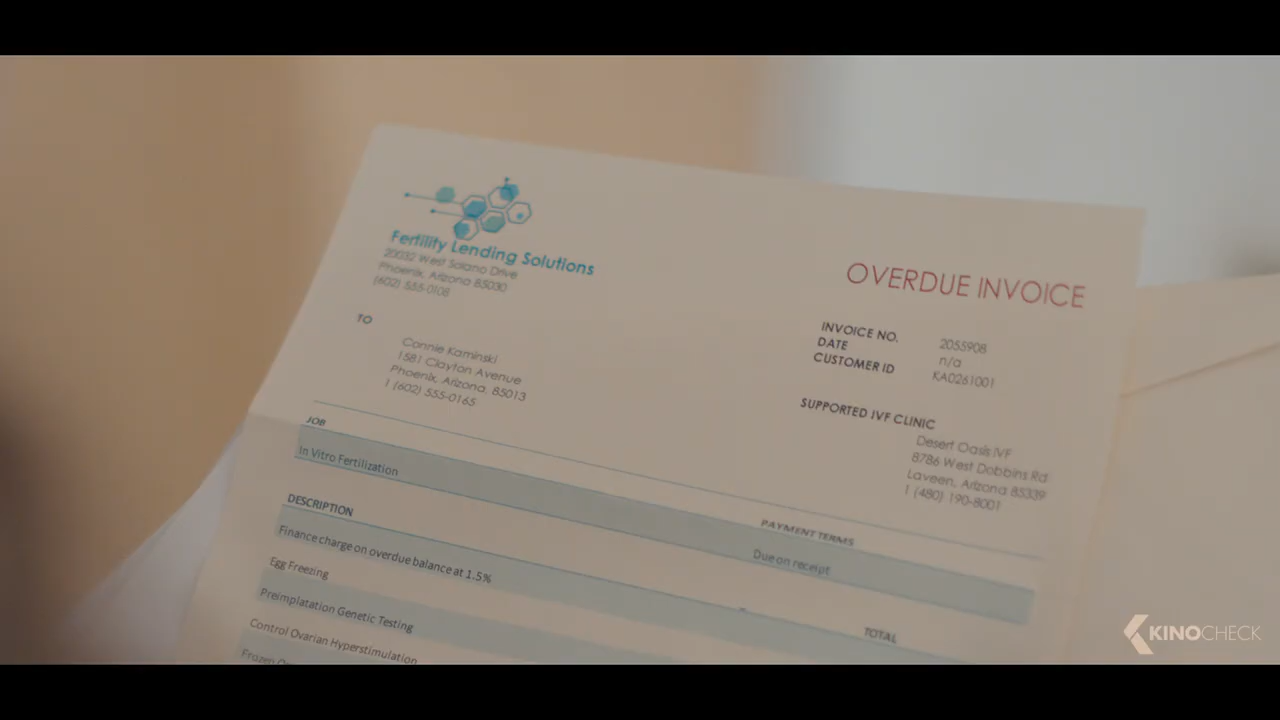 Fertility Lending Solutions
20032 West Solano Drive
Phoenix, Arizona 85030
(602) 555-0108
OVERDUE INVOICE
INVOICE NO. 2055908
DATE n/a
CUSTOMER ID KA0261001
TO
Connie Kaminski
1581 Clayton Avenue
Phoenix, Arizona, 85013
1 (602) 555-0165
SUPPORTED IVF CLINIC
Desert Oasis IVF
8786 West Dobbins Rd
Laveen, Arizona 85339
1 (480) 190-8001
JOB
PAYMENT TERMS
In Vitro Fertilization
Due on receipt
DESCRIPTION
TOTAL
Finance charge on overdue balance at 1.5%
Egg Freezing
Preimplatation Genetic Testing
Control Ovarian Hyperstimulation
Frozen
KINOCHECK